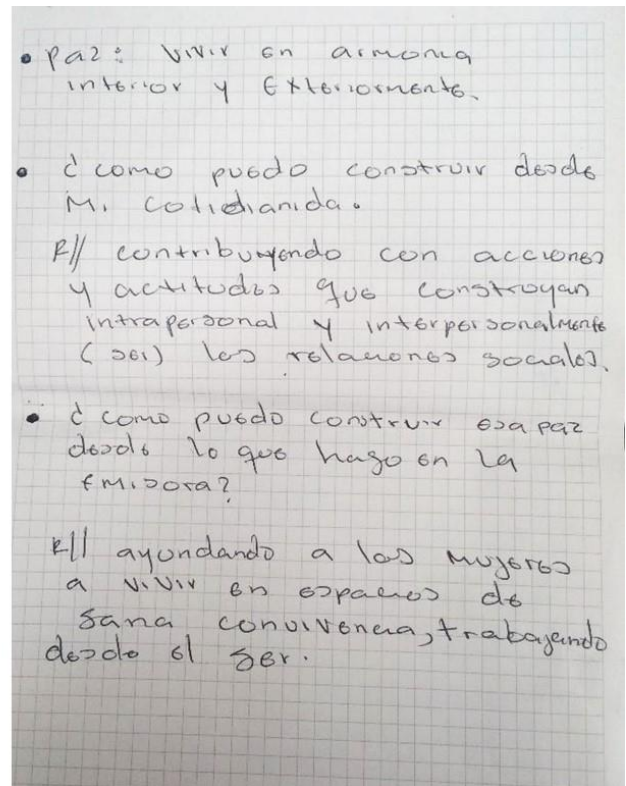 • Paz: Vivir en armonia
interior y Exteriormente.
• ¿como puedo construir desde
Mi cotidianida.
R// contribuyendo con acciones
y actitudes que construyan
intrapersonal y interpersonalmente
(ser) las relaciones sociales.
• ¿como puedo construir esa paz
desde lo que hago en la
Emisora?
R// ayundando a las Mujeres
a vivir en espacios de
sana convivencia, trabajando
desde el ser.